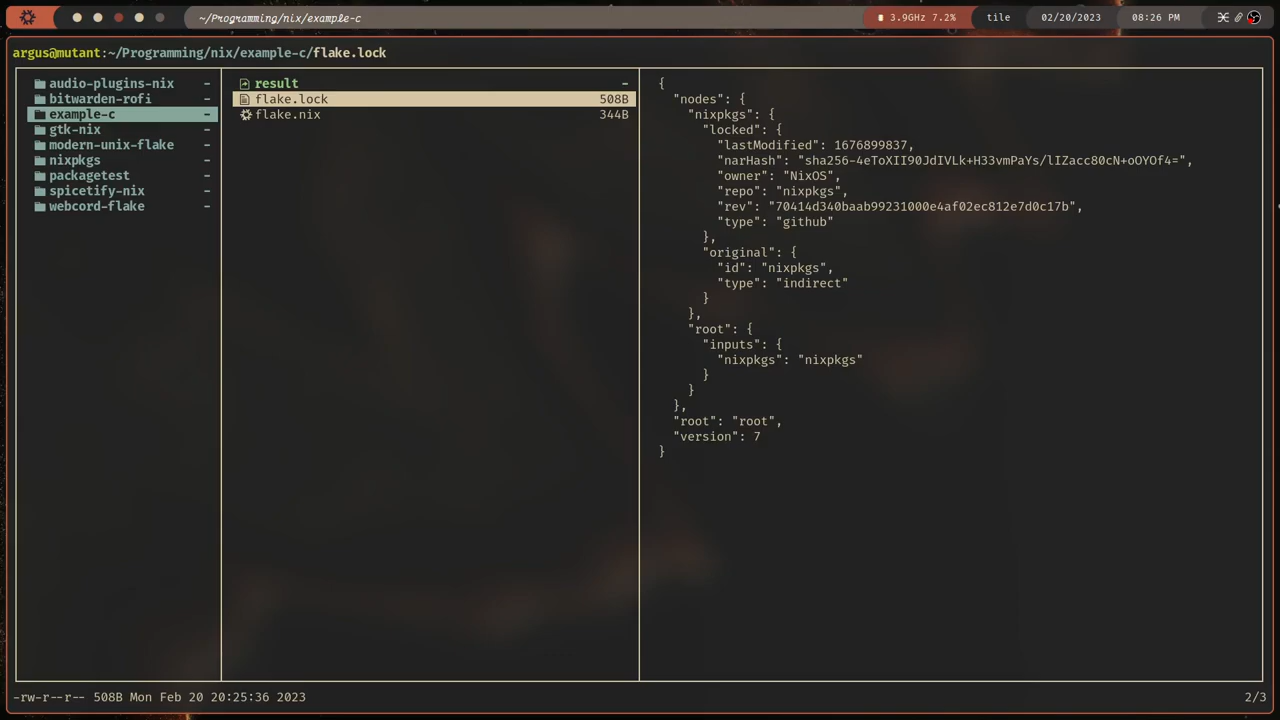 ~/Programming/nix/example-c
3.9GHz 7.2%
tile
02/20/2023
08:26 PM
argus@mutant:~/Programming/nix/example-c/flake.lock
audio-plugins-nix -
bitwarden-rofi -
example-c -
gtk-nix -
modern-unix-flake -
nixpkgs -
packagetest -
spicetify-nix -
webcord-flake -
result -
flake.lock 508B
flake.nix 344B
{
"nodes": {
"nixpkgs": {
"locked": {
"lastModified": 1676899837,
"narHash": "sha256-4eToXII90JdIVLk+H33vmPaYs/lIZacc80cN+oOYOf4=",
"owner": "NixOS",
"repo": "nixpkgs",
"rev": "70414d340baab99231000e4af02ec812e7d0c17b",
"type": "github"
},
"original": {
"id": "nixpkgs",
"type": "indirect"
}
},
"root": {
"inputs": {
"nixpkgs": "nixpkgs"
}
}
},
"root": "root",
"version": 7
}
-rw-r--r-- 508B Mon Feb 20 20:25:36 2023
2/3